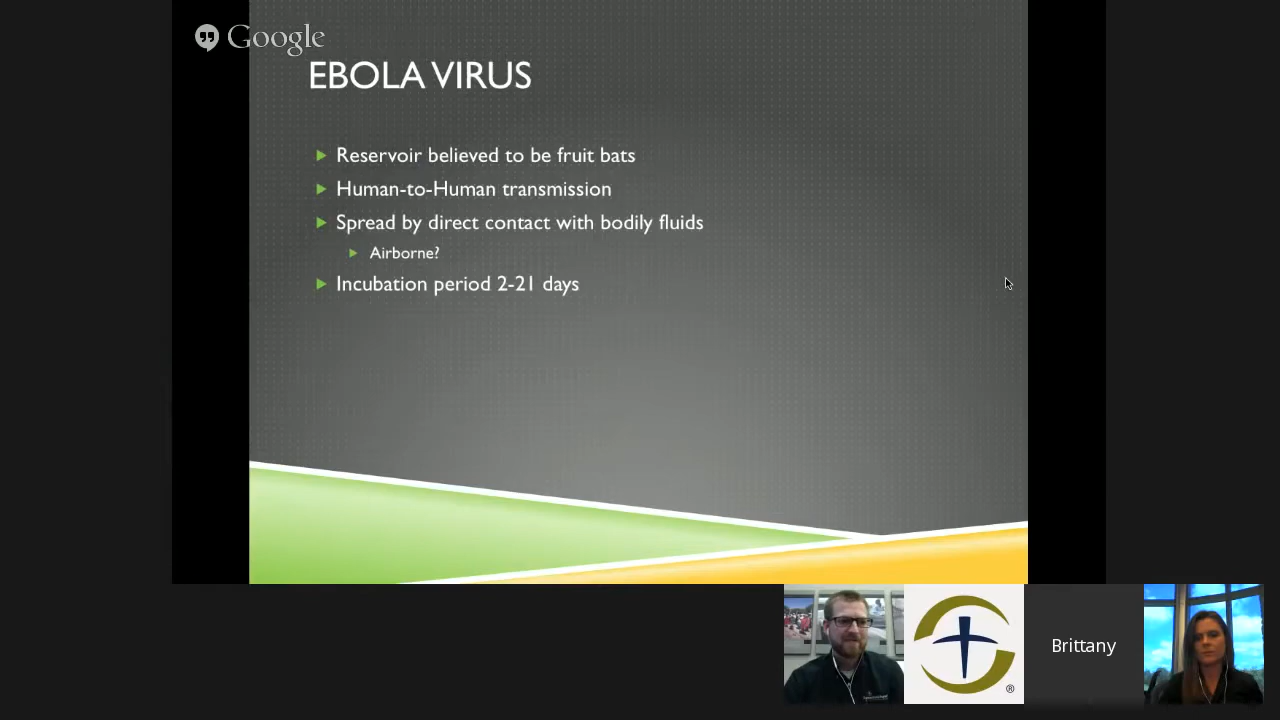 Google
EBOLA VIRUS
Reservoir believed to be fruit bats
Human-to-Human transmission
Spread by direct contact with bodily fluids
Airborne?
Incubation period 2-21 days
Brittany
®